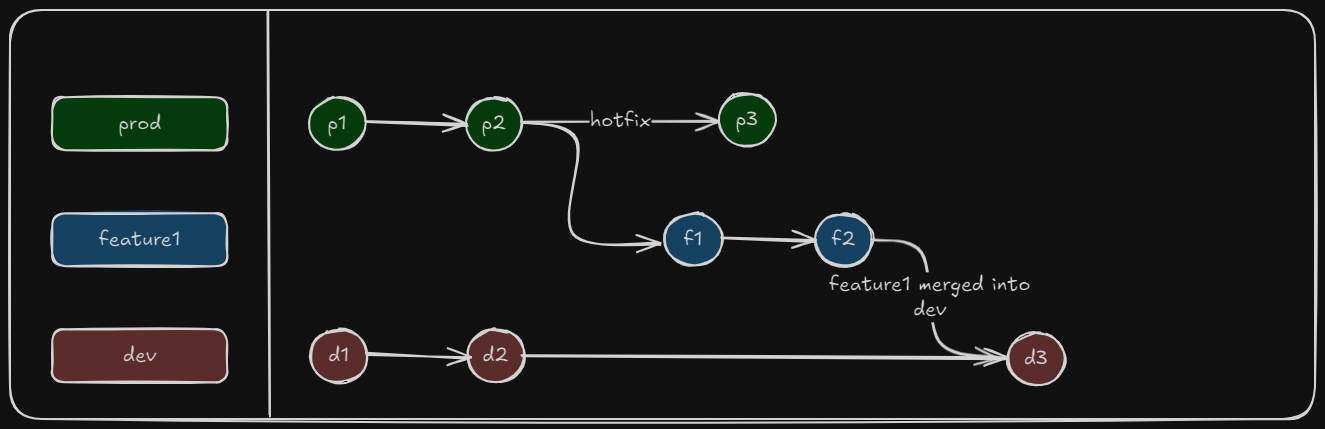 prod
p1
p2
hotfix
p3
feature1
f1
f2
feature1 merged into
dev
dev
d1
d2
d3